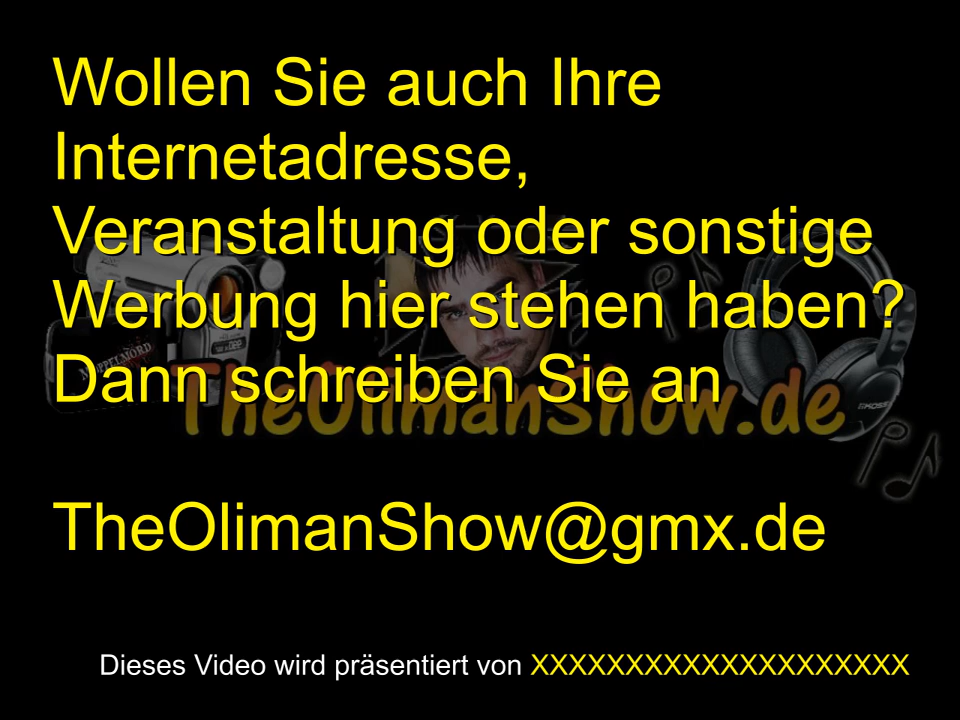 Wollen Sie auch Ihre
Internetadresse,
Veranstaltung oder sonstige
Werbung hier stehen haben?
Dann schreiben Sie an
TheOlimanShow.de
KOSS
TheOlimanShow@gmx.de
Dieses Video wird präsentiert von XXXXXXXXXXXXXXXXXXXX